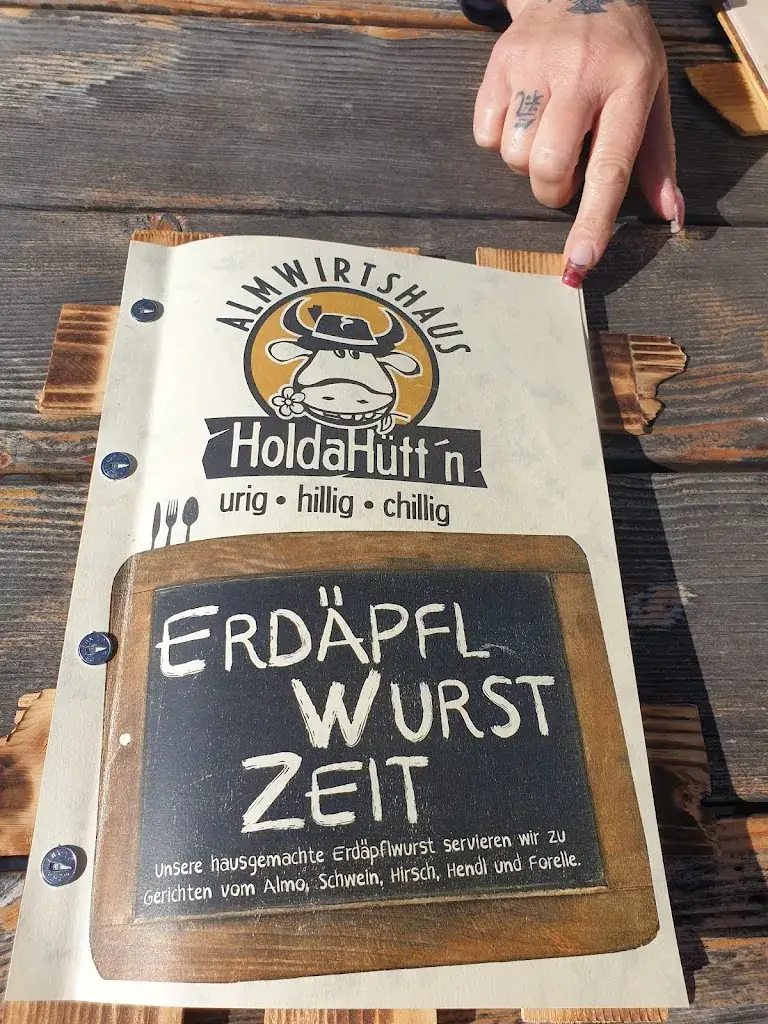 ALMWIRTSHAUS
HoldaHütt´n
urig • hillig • chillig
ERDÄPFL
WURST
ZEIT
Unsere hausgemachte Erdäpflwurst servieren wir zu
Gerichten vom Almo, Schwein, Hirsch, Hendl und Forelle.